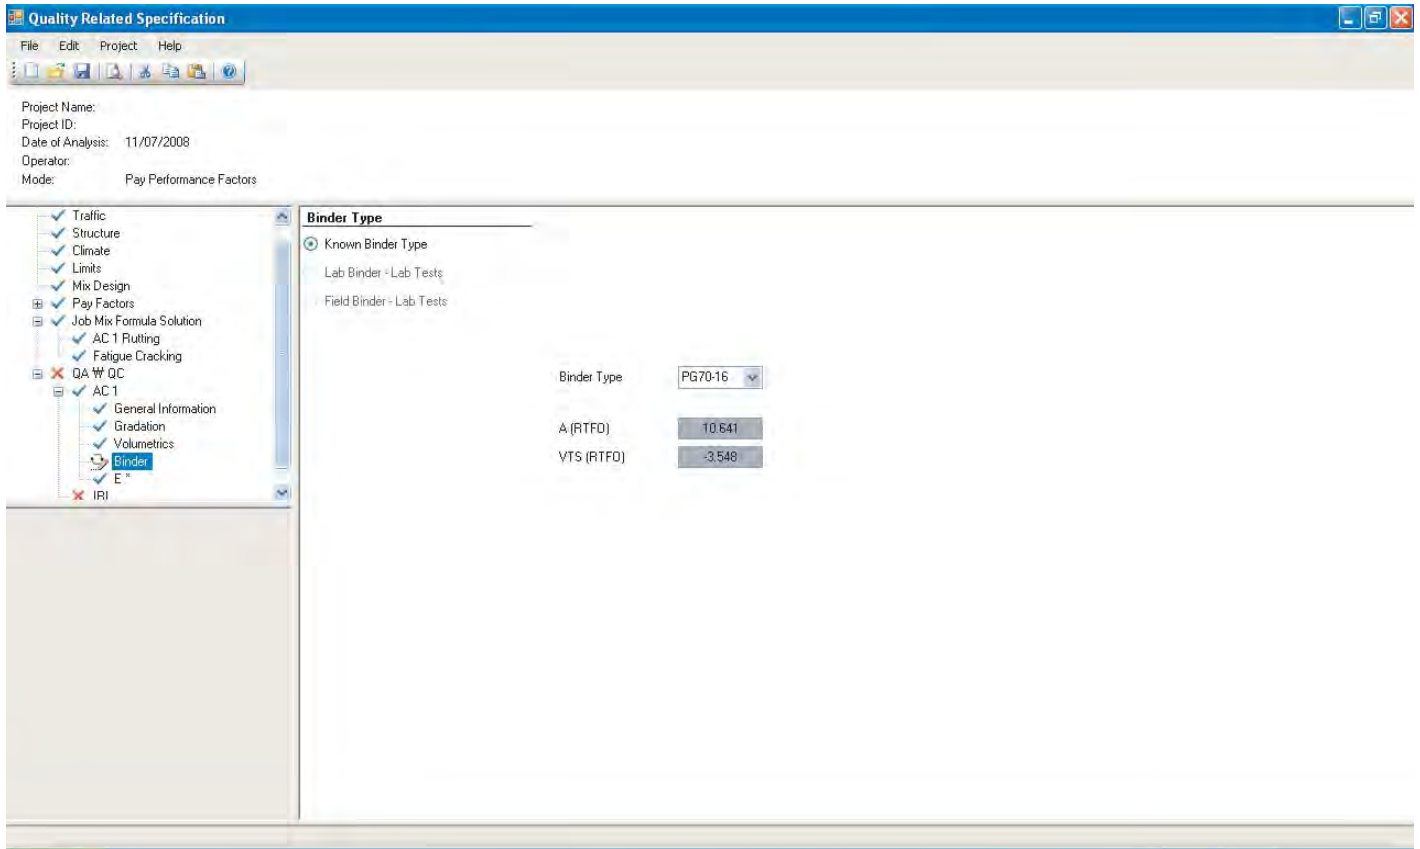 Quality Related Specification
File Edit Project Help
Project Name:
Project ID:
Date of Analysis: 11/07/2008
Operator:
Mode: Pay Performance Factors
Traffic
Structure
Climate
Limits
Mix Design
Pay Factors
Job Mix Formula Solution
AC 1 Rutting
Fatigue Cracking
QA ₩ QC
AC 1
General Information
Gradation
Volumetrics
Binder
E *
IRI
Binder Type
Known Binder Type
Lab Binder - Lab Tests
Field Binder - Lab Tests
Binder Type PG70-16
A (RTFO) 10.641
VTS (RTFO) -3.548